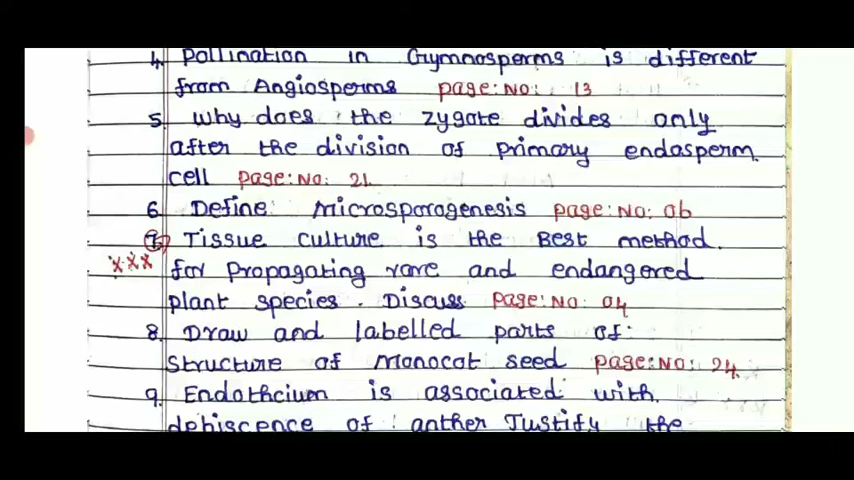 4. Pollination in Gymnosperms is different
from Angiosperms page:No: 13
5. Why does the zygate divides only
after the division of primary endosperm
cell page:No: 21
6. Define Microsporogenesis page:No: 06
7. Tissue culture is the Best method
*** for Propagating rare and endangered
plant species. Discuss page:No 04
8. Draw and labelled parts of
structure of Monocot seed page:No: 24
9. Endothcium is associated with
dehiscence of anther Justify the